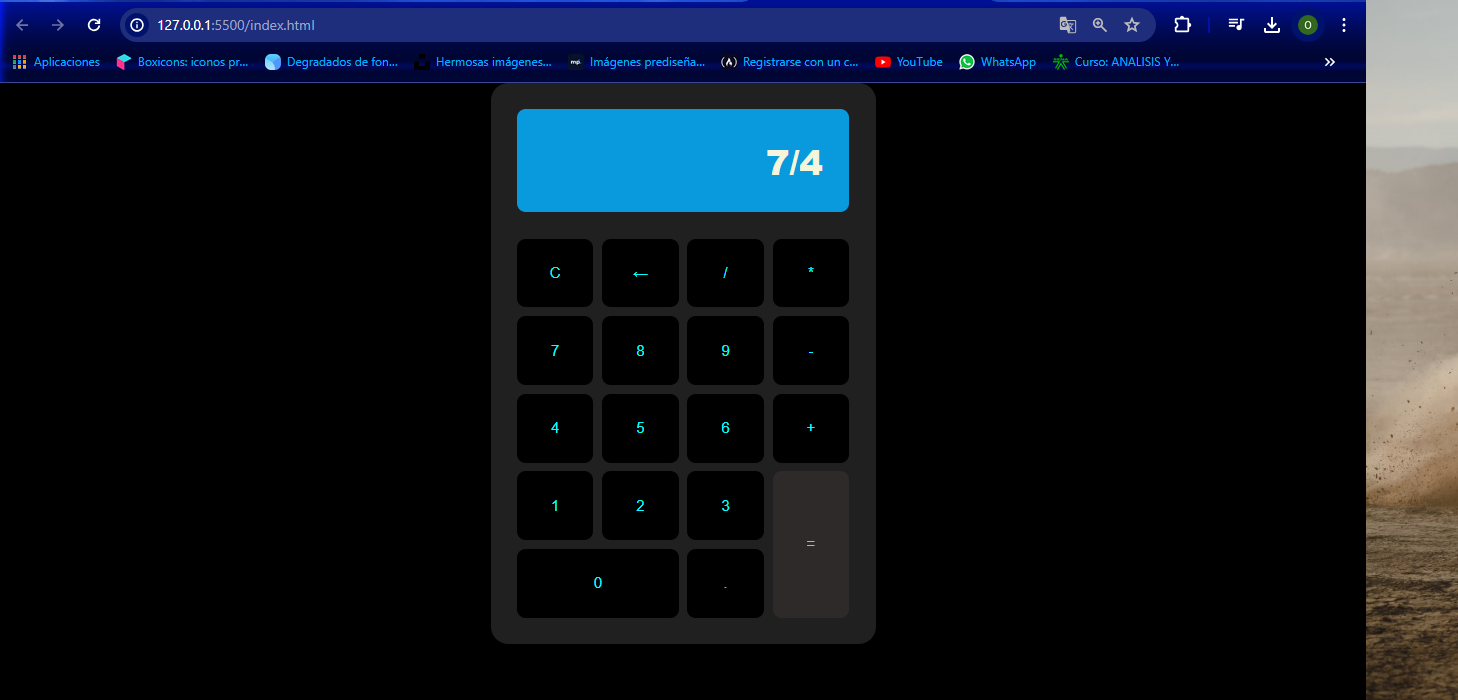 127.0.0.1:5500/index.html
O
Aplicaciones Boxicons: iconos pr... Degradados de fon... Hermosas imágenes... Imágenes prediseña... Registrarse con un c... YouTube WhatsApp Curso: ANALISIS Y... »
7/4
C ← / *
7 8 9 -
4 5 6 +
1 2 3
=
0 .